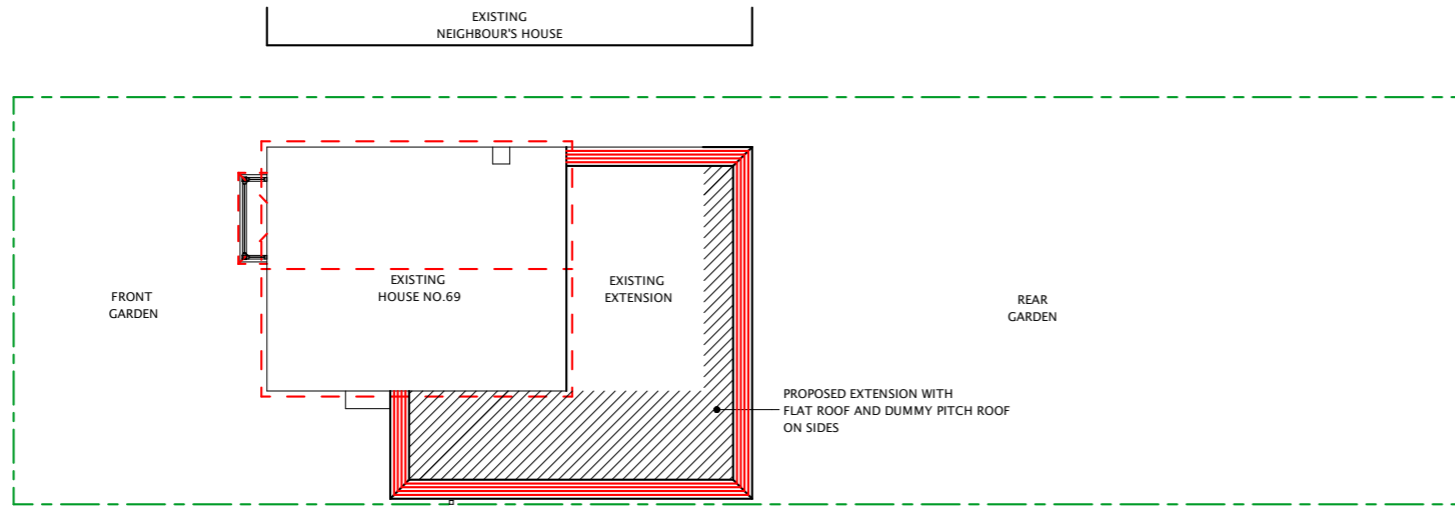 EXISTING
NEIGHBOUR'S HOUSE
FRONT
GARDEN
EXISTING
HOUSE NO.69
EXISTING
EXTENSION
REAR
GARDEN
PROPOSED EXTENSION WITH
FLAT ROOF AND DUMMY PITCH ROOF
ON SIDES